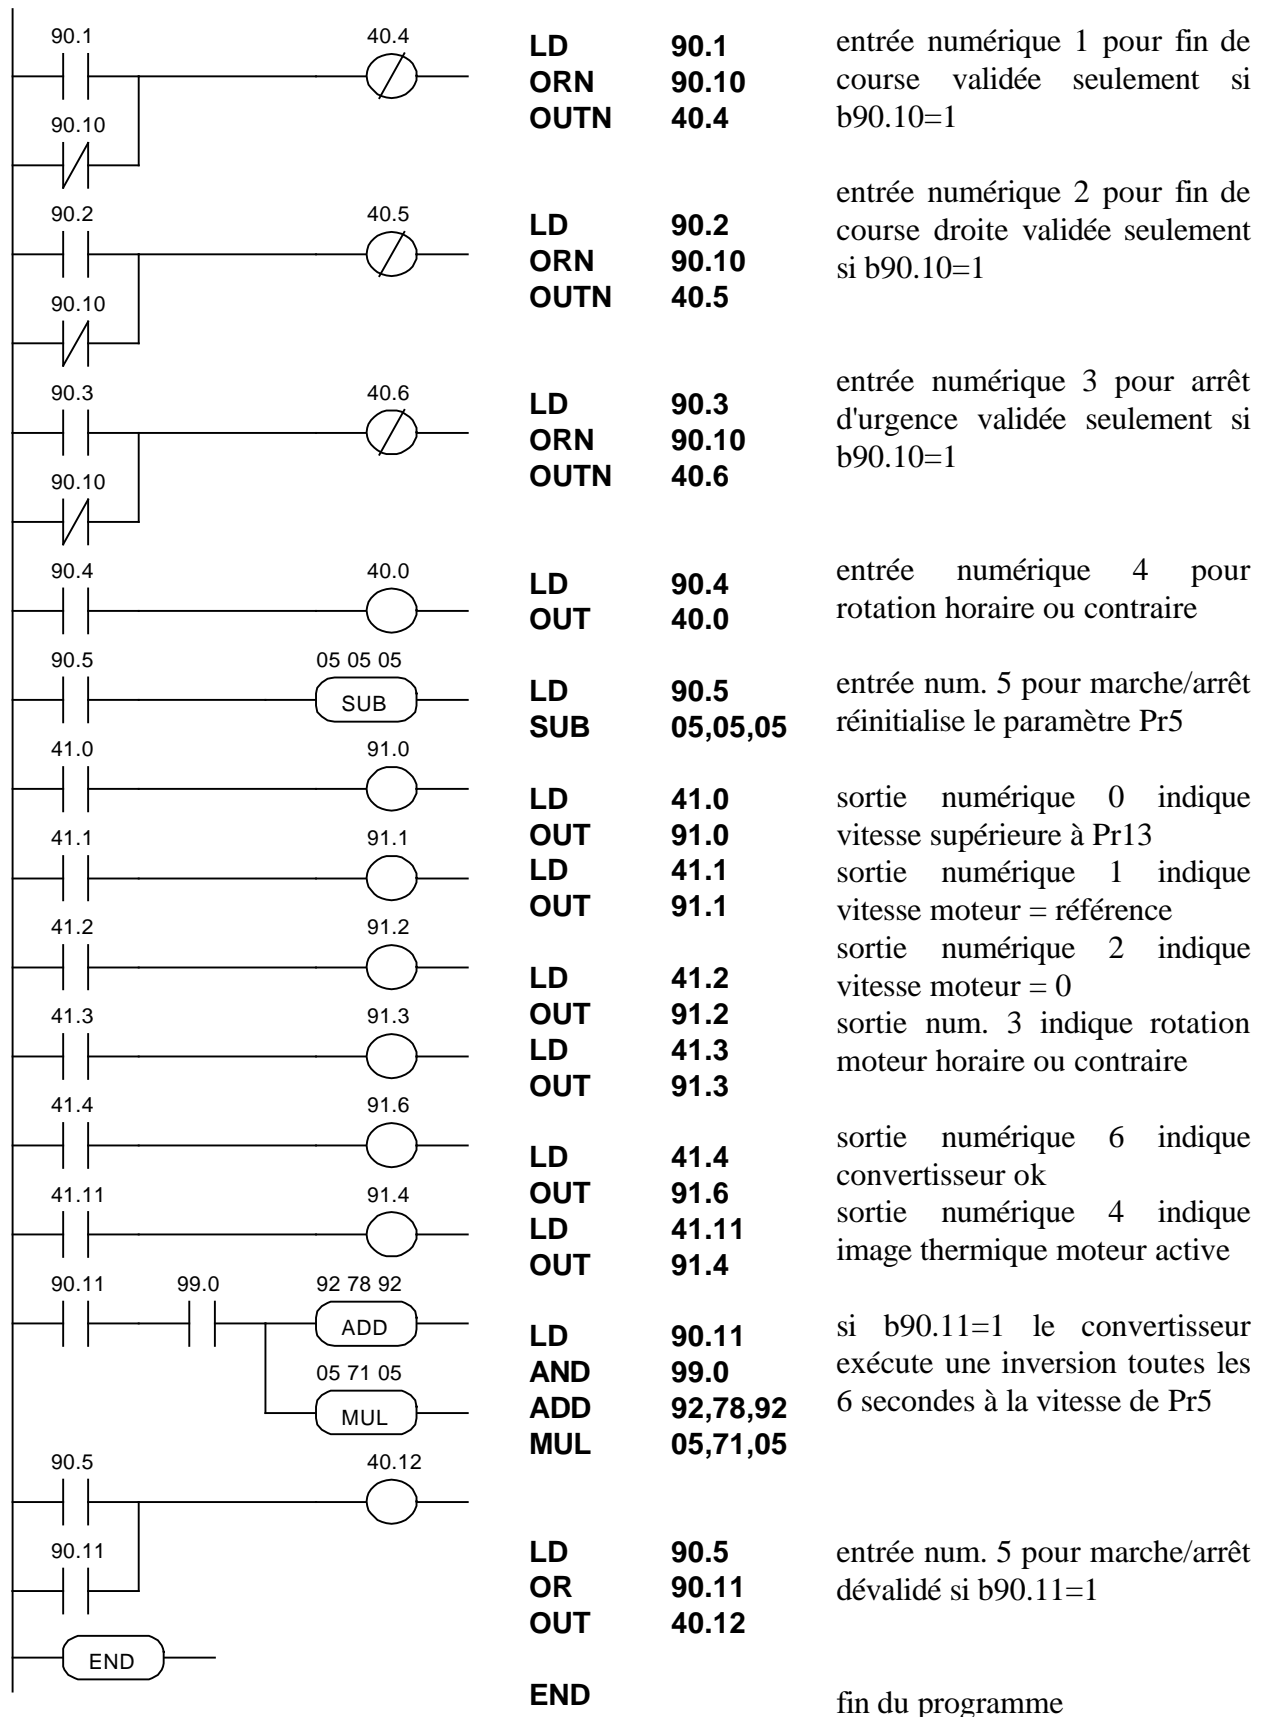 90.1 40.4
90.10
90.2 40.5
90.10
90.3 40.6
90.10
90.4 40.0
90.5 05 05 05
SUB
41.0 91.0
41.1 91.1
41.2 91.2
41.3 91.3
41.4 91.6
41.11 91.4
90.11 99.0 92 78 92
ADD
05 71 05
MUL
90.5 40.12
90.11
END
LD 90.1
ORN 90.10
OUTN 40.4
LD 90.2
ORN 90.10
OUTN 40.5
LD 90.3
ORN 90.10
OUTN 40.6
LD 90.4
OUT 40.0
LD 90.5
SUB 05,05,05
LD 41.0
OUT 91.0
LD 41.1
OUT 91.1
LD 41.2
OUT 91.2
LD 41.3
OUT 91.3
LD 41.4
OUT 91.6
LD 41.11
OUT 91.4
LD 90.11
AND 99.0
ADD 92,78,92
MUL 05,71,05
LD 90.5
OR 90.11
OUT 40.12
END
entrée numérique 1 pour fin de
course validée seulement si
b90.10=1
entrée numérique 2 pour fin de
course droite validée seulement
si b90.10=1
entrée numérique 3 pour arrêt
d'urgence validée seulement si
b90.10=1
entrée numérique 4 pour
rotation horaire ou contraire
entrée num. 5 pour marche/arrêt
réinitialise le paramètre Pr5
sortie numérique 0 indique
vitesse supérieure à Pr13
sortie numérique 1 indique
vitesse moteur = référence
sortie numérique 2 indique
vitesse moteur = 0
sortie num. 3 indique rotation
moteur horaire ou contraire
sortie numérique 6 indique
convertisseur ok
sortie numérique 4 indique
image thermique moteur active
si b90.11=1 le convertisseur
exécute une inversion toutes les
6 secondes à la vitesse de Pr5
entrée num. 5 pour marche/arrêt
dévalidé si b90.11=1
fin du programme